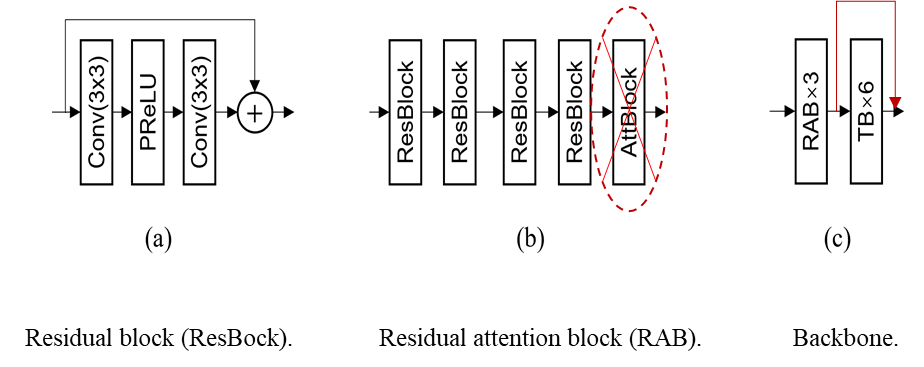 Conv(3x3)
PReLU
Conv(3x3)
+
ResBlock
ResBlock
ResBlock
ResBlock
AttBlock
RAB×3
TB×6
(a)
(b)
(c)
Residual block (ResBock).
Residual attention block (RAB).
Backbone.